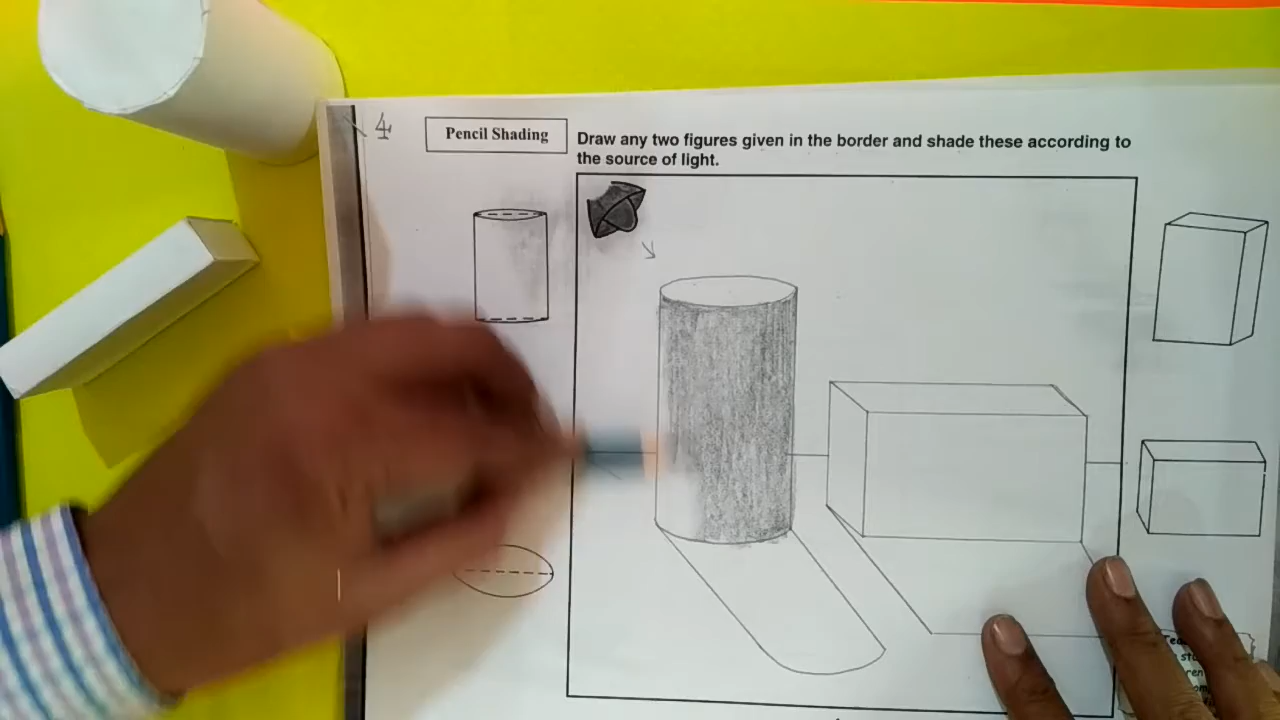 4
Pencil Shading
Draw any two figures given in the border and shade these according to
the source of light.